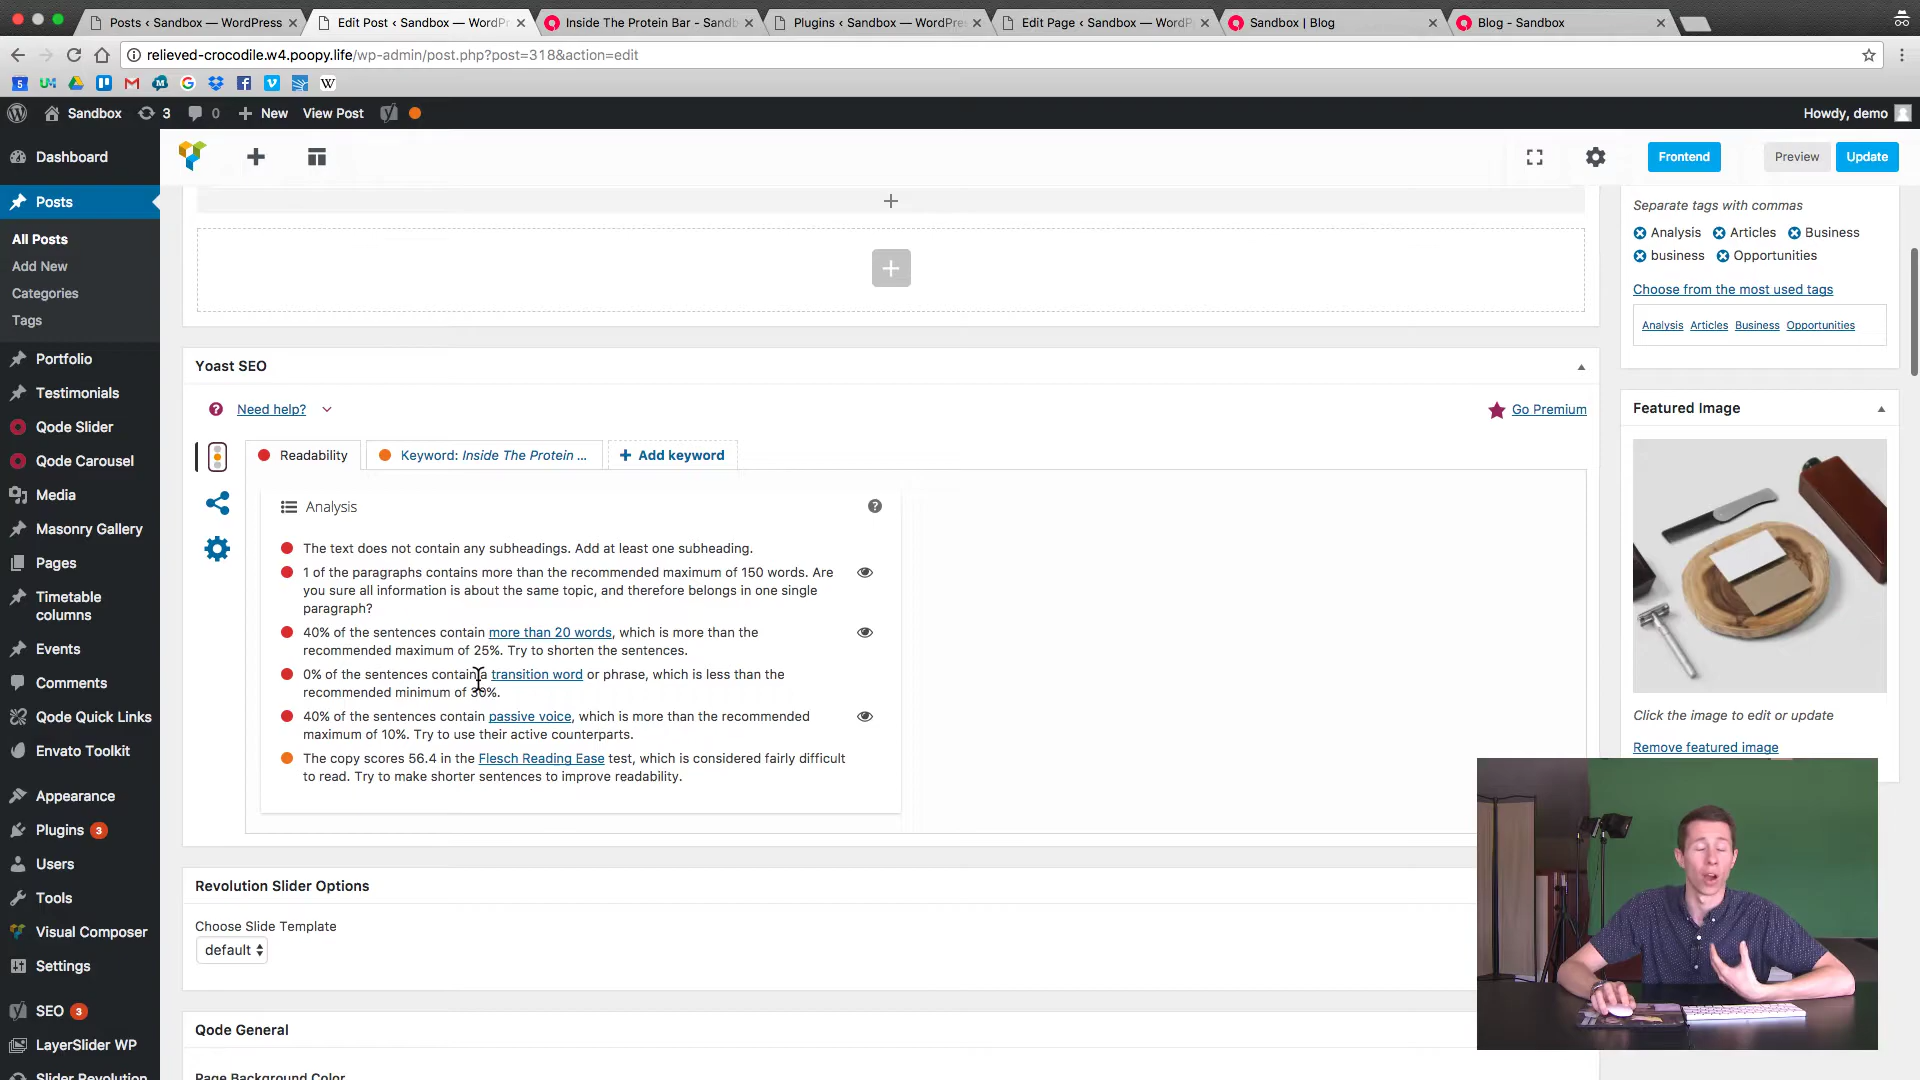 Posts ‹ Sandbox — WordPress
Edit Post ‹ Sandbox — WordPr
Inside The Protein Bar - Sandb
Plugins ‹ Sandbox — WordPres
Edit Page ‹ Sandbox — WordP
Sandbox | Blog
Blog - Sandbox
relieved-crocodile.w4.poopy.life/wp-admin/post.php?post=318&action=edit
Sandbox
3
0
New
View Post
Howdy, demo
Dashboard
Posts
All Posts
Add New
Categories
Tags
Portfolio
Testimonials
Qode Slider
Qode Carousel
Media
Masonry Gallery
Pages
Timetable
columns
Events
Comments
Qode Quick Links
Envato Toolkit
Appearance
Plugins 3
Users
Tools
Visual Composer
Settings
SEO 3
LayerSlider WP
Slider Revolution
Frontend
Preview
Update
Yoast SEO
Need help?
Go Premium
Readability
Keyword: Inside The Protein ...
Add keyword
Analysis
The text does not contain any subheadings. Add at least one subheading.
1 of the paragraphs contains more than the recommended maximum of 150 words. Are
you sure all information is about the same topic, and therefore belongs in one single
paragraph?
40% of the sentences contain more than 20 words, which is more than the
recommended maximum of 25%. Try to shorten the sentences.
0% of the sentences contain a transition word or phrase, which is less than the
recommended minimum of 30%.
40% of the sentences contain passive voice, which is more than the recommended
maximum of 10%. Try to use their active counterparts.
The copy scores 56.4 in the Flesch Reading Ease test, which is considered fairly difficult
to read. Try to make shorter sentences to improve readability.
Revolution Slider Options
Choose Slide Template
default
Qode General
Page Background Color
Separate tags with commas
Analysis Articles Business
business Opportunities
Choose from the most used tags
Analysis Articles Business Opportunities
Featured Image
Click the image to edit or update
Remove featured image